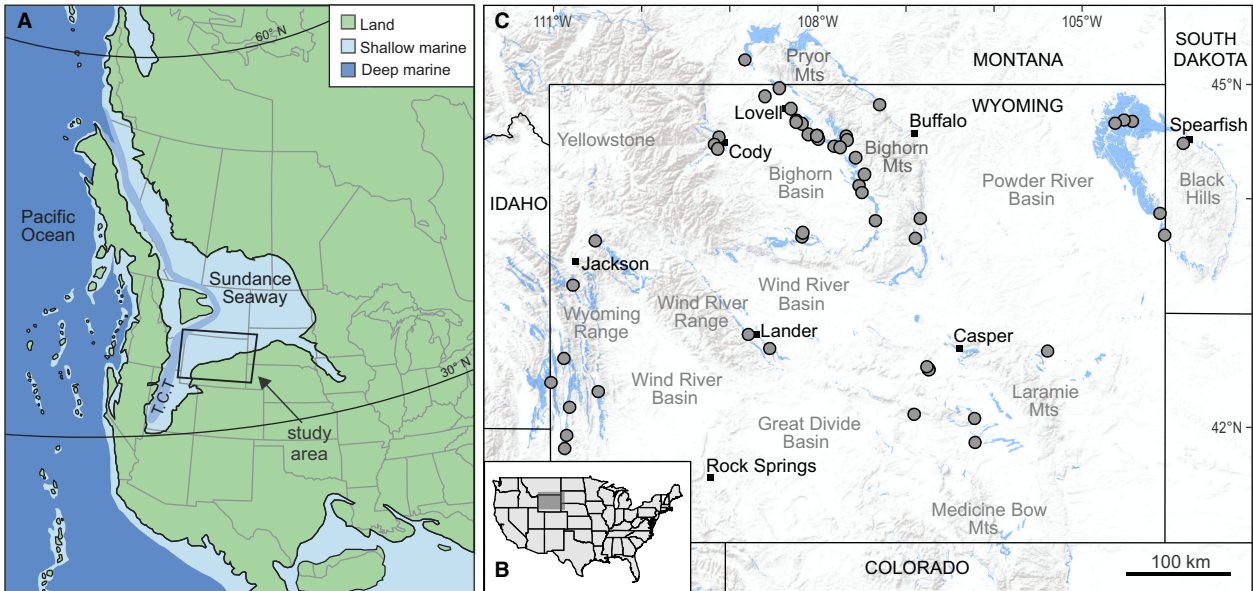 A
60° N
Land
Shallow marine
Deep marine
Pacific
Ocean
Sundance
Seaway
T.C.T.
30° N
study
area
C
111°W
108°W
105°W
Pryor
Mts
MONTANA
SOUTH
DAKOTA
45°N
WYOMING
Lovell
Buffalo
Spearfish
Yellowstone
Cody
Bighorn
Mts
Bighorn
Basin
Powder River
Basin
Black
Hills
IDAHO
Jackson
Wind River
Basin
Wyoming
Range
Wind River
Range
Lander
Casper
Wind River
Basin
Laramie
Mts
Great Divide
Basin
42°N
Rock Springs
Medicine Bow
Mts
B
COLORADO
100 km